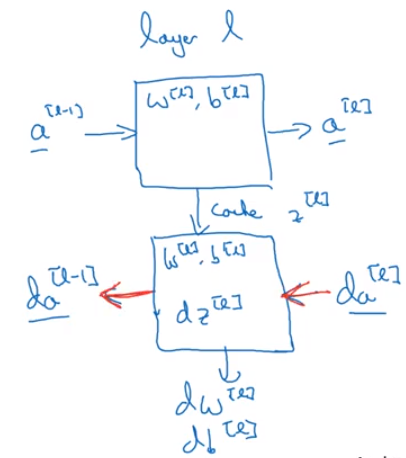 layer l
w^[l], b^[l]
a^[l-1]
a^[l]
cache z^[l]
w^[l], b^[l]
da^[l-1]
dz^[l]
da^[l]
dw^[l]
db^[l]